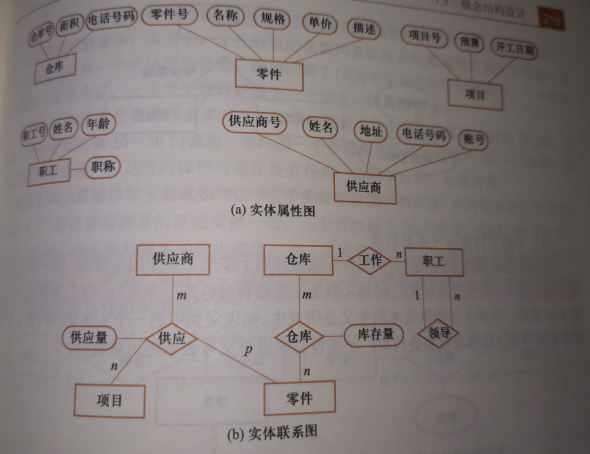 7.3 概念结构设计 219
仓库号 面积 电话号码 零件号 名称 规格 单价 描述 项目号 预算 开工日期
仓库 零件 项目
职工号 姓名 年龄 供应商号 姓名 地址 电话号码 账号
职工 职称 供应商
(a) 实体属性图
供应商 仓库 1 工作 n 职工
m m 1 n
供应量 供应 仓库 库存量 领导
n p n
项目 零件
(b) 实体联系图